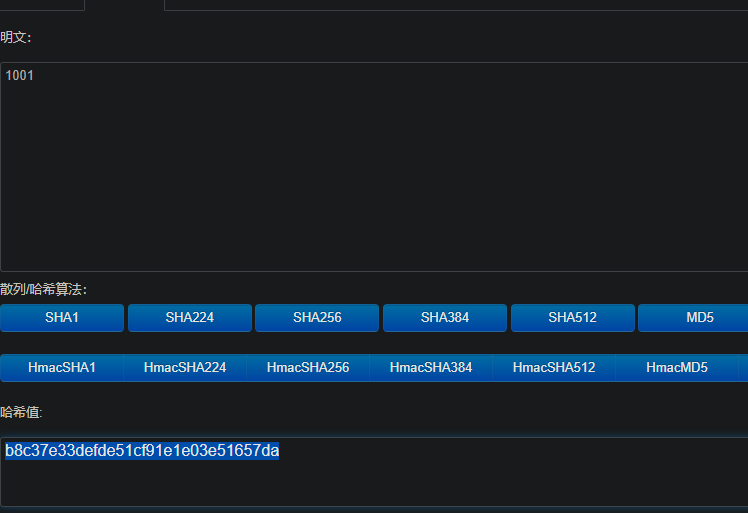 明文:
1001
散列/哈希算法:
SHA1 SHA224 SHA256 SHA384 SHA512 MD5
HmacSHA1 HmacSHA224 HmacSHA256 HmacSHA384 HmacSHA512 HmacMD5
哈希值:
b8c37e33defde51cf91e1e03e51657da